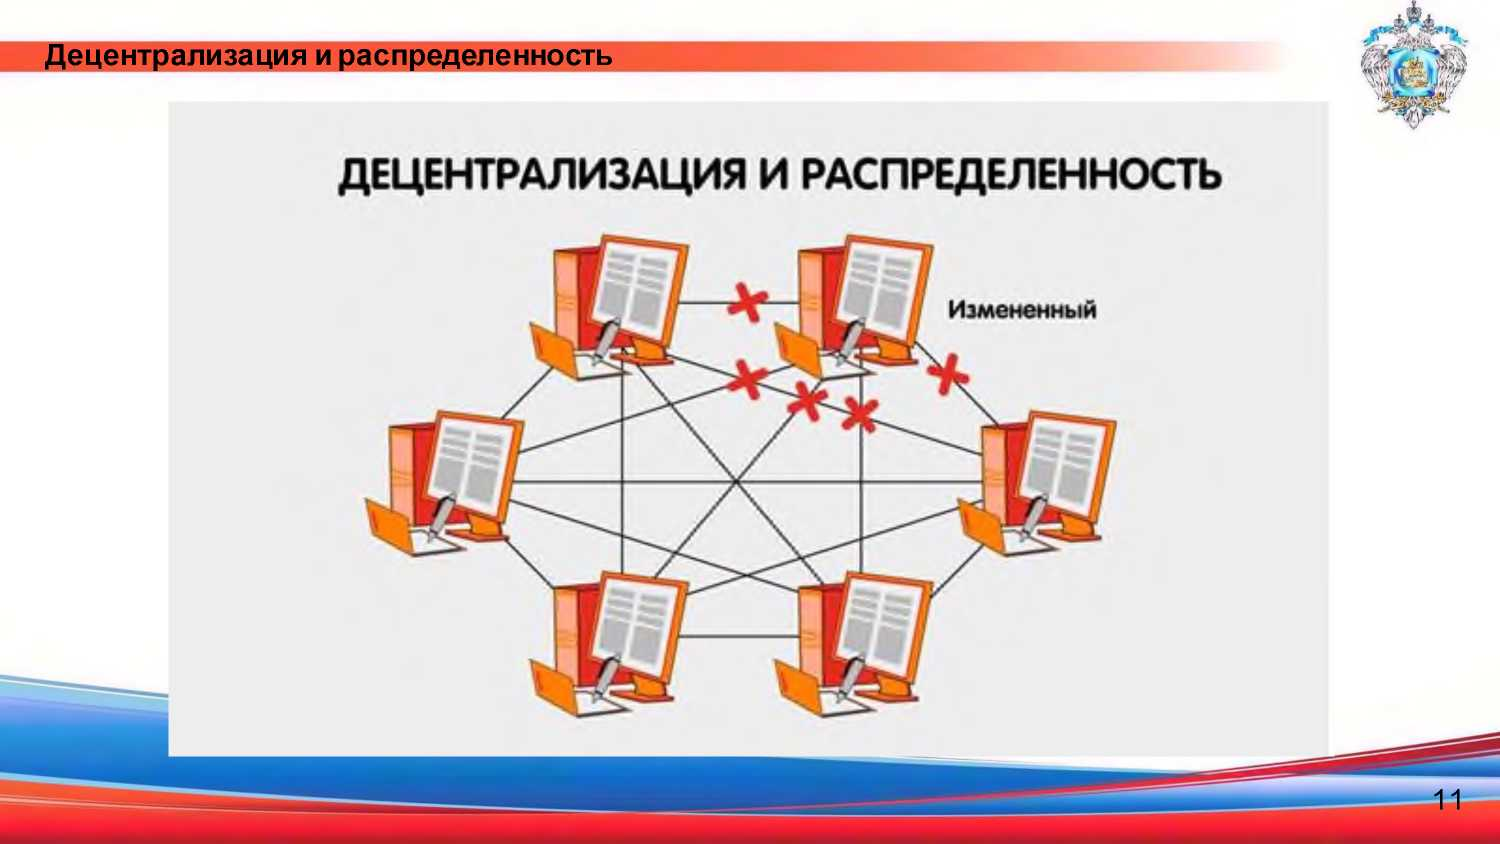 Децентрализация и распределенность
ДЕЦЕНТРАЛИЗАЦИЯ И РАСПРЕДЕЛЕННОСТЬ
Измененный
11